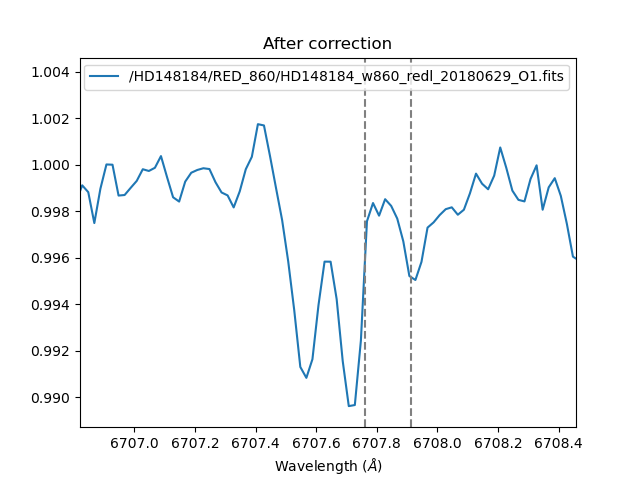 After correction
/HD148184/RED_860/HD148184_w860_redl_20180629_O1.fits
1.004
1.002
1.000
0.998
0.996
0.994
0.992
0.990
6707.0 6707.2 6707.4 6707.6 6707.8 6708.0 6708.2 6708.4
Wavelength (Å)